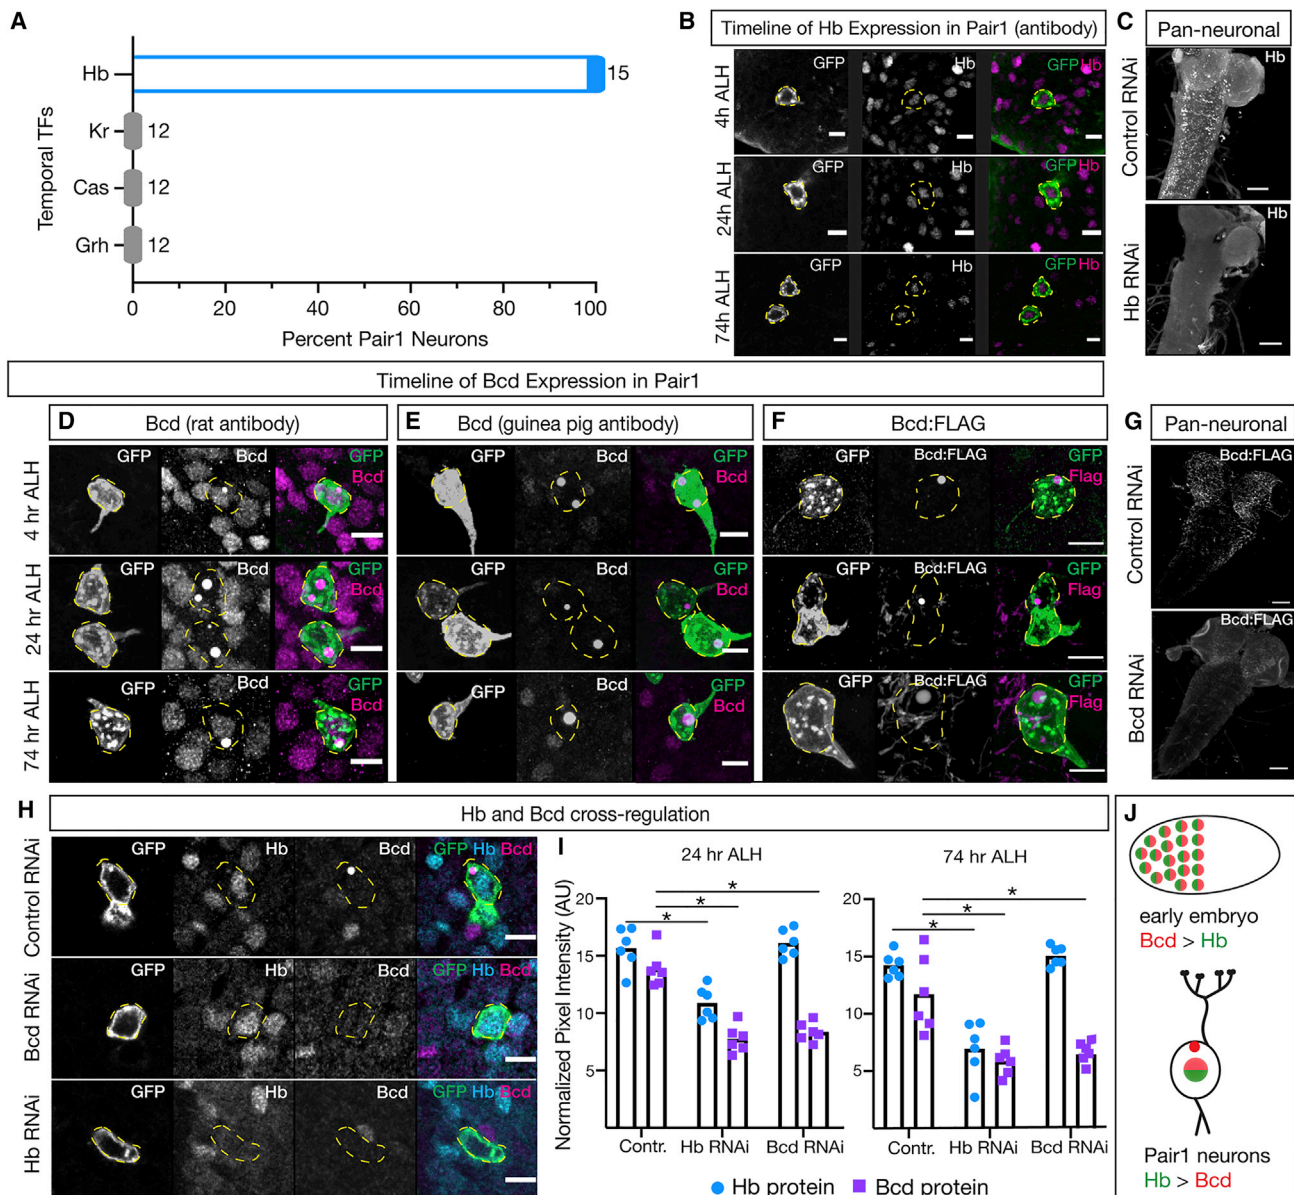 A
Hb
15
Kr
12
Cas
12
Grh
12
Temporal TFs
0 20 40 60 80 100
Percent Pair1 Neurons
B
Timeline of Hb Expression in Pair1 (antibody)
4h ALH
GFP
Hb
GFP Hb
24h ALH
GFP
Hb
GFP Hb
74h ALH
GFP
Hb
GFP Hb
C
Pan-neuronal
Control RNAi
Hb
Hb RNAi
Hb
Timeline of Bcd Expression in Pair1
D
Bcd (rat antibody)
4 hr ALH
GFP
Bcd
GFP
Bcd
24 hr ALH
GFP
Bcd
GFP
Bcd
74 hr ALH
GFP
Bcd
GFP
Bcd
E
Bcd (guinea pig antibody)
GFP
Bcd
GFP
Bcd
GFP
Bcd
GFP
Bcd
GFP
Bcd
GFP
Bcd
F
Bcd:FLAG
GFP
Bcd:FLAG
GFP
Flag
GFP
Bcd:FLAG
GFP
Flag
GFP
Bcd:FLAG
GFP
Flag
G
Pan-neuronal
Control RNAi
Bcd:FLAG
Bcd RNAi
Bcd:FLAG
H
Hb and Bcd cross-regulation
Control RNAi
GFP
Hb
Bcd
GFP Hb Bcd
Bcd RNAi
GFP
Hb
Bcd
GFP Hb Bcd
Hb RNAi
GFP
Hb
Bcd
GFP Hb Bcd
I
24 hr ALH
Normalized Pixel Intensity (AU)
20
15
10
5
*
*
*
Contr. Hb RNAi Bcd RNAi
74 hr ALH
20
15
10
5
*
*
*
Contr. Hb RNAi Bcd RNAi
Hb protein
Bcd protein
J
early embryo
Bcd > Hb
Pair1 neurons
Hb > Bcd